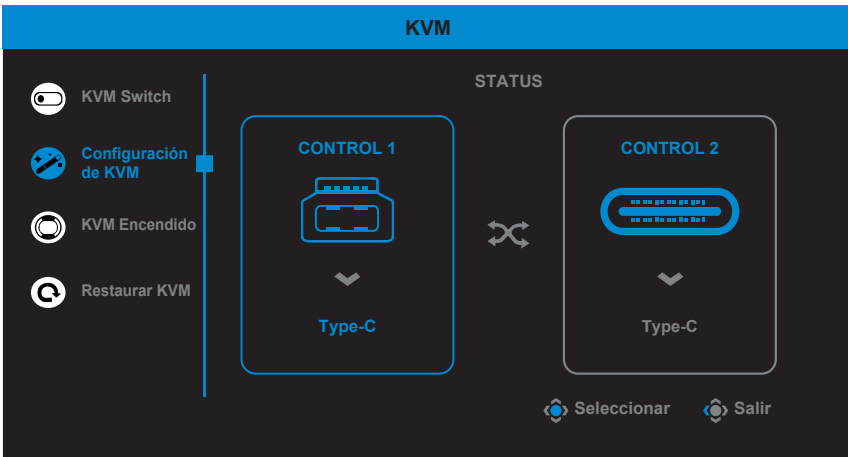 KVM
STATUS
KVM Switch
Configuración
de KVM
KVM Encendido
Restaurar KVM
CONTROL 1
Type-C
CONTROL 2
Type-C
Seleccionar
Salir